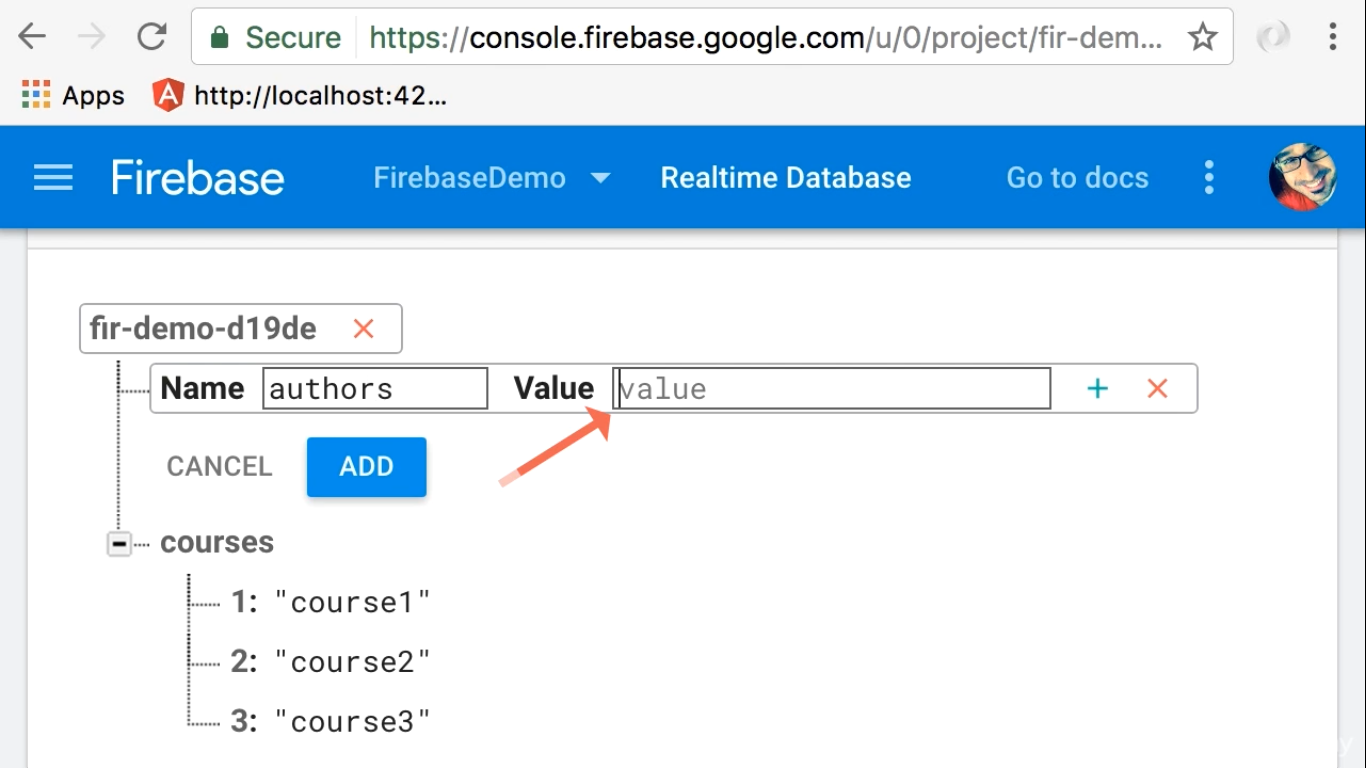 Secure https://console.firebase.google.com/u/0/project/fir-dem...
Apps http://localhost:42...
Firebase FirebaseDemo Realtime Database Go to docs
fir-demo-d19de
Name authors Value value
CANCEL ADD
courses
1: "course1"
2: "course2"
3: "course3"